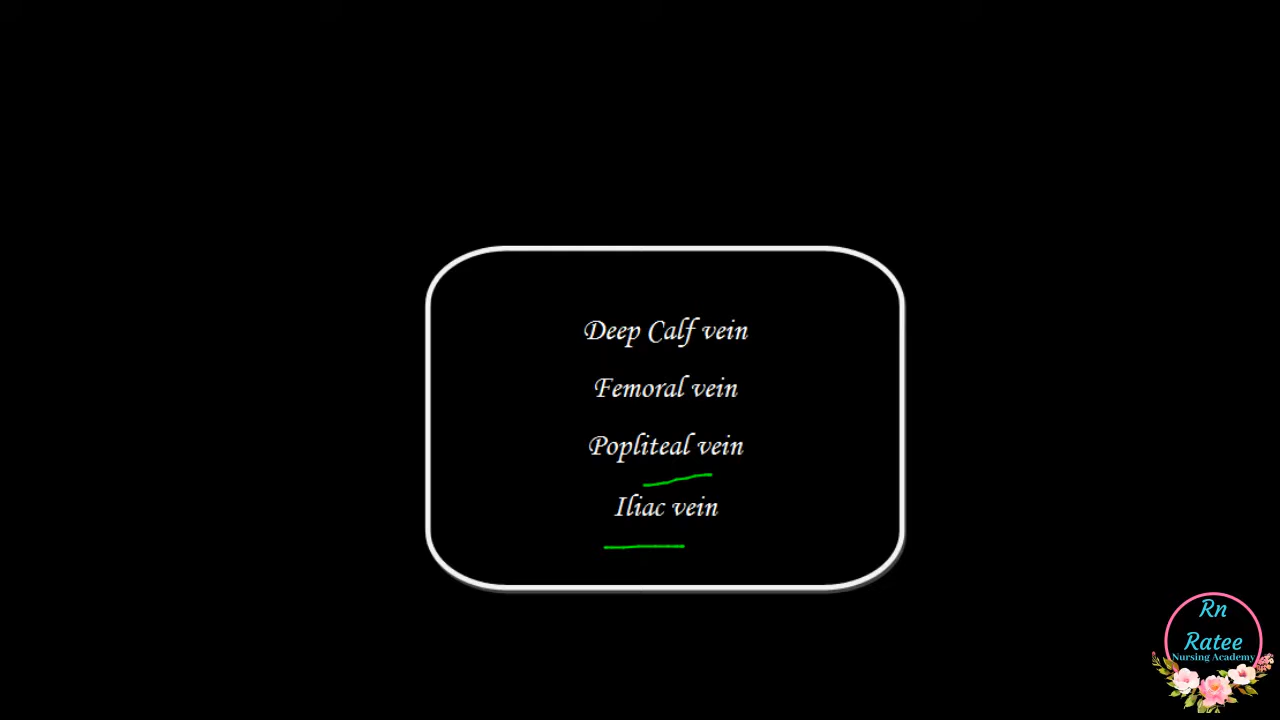 Deep Calf vein
Femoral vein
Popliteal vein
Iliac vein
Rn
Ratee
Nursing Academy